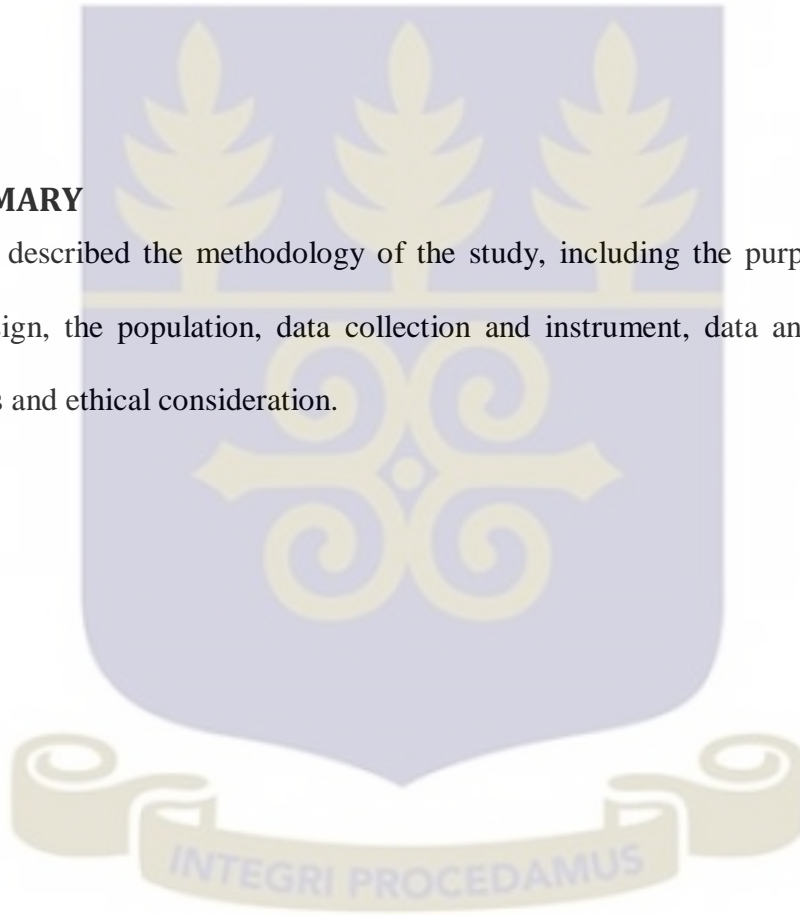 MARY
described the methodology of the study, including the purp
ign, the population, data collection and instrument, data an
s and ethical consideration.
INTEGRI PROCEDAMUS